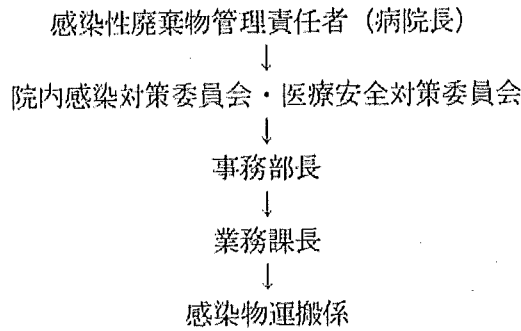 感染性廃棄物管理責任者（病院長）
↓
院内感染対策委員会・医療安全対策委員会
↓
事務部長
↓
業務課長
↓
感染物運搬係